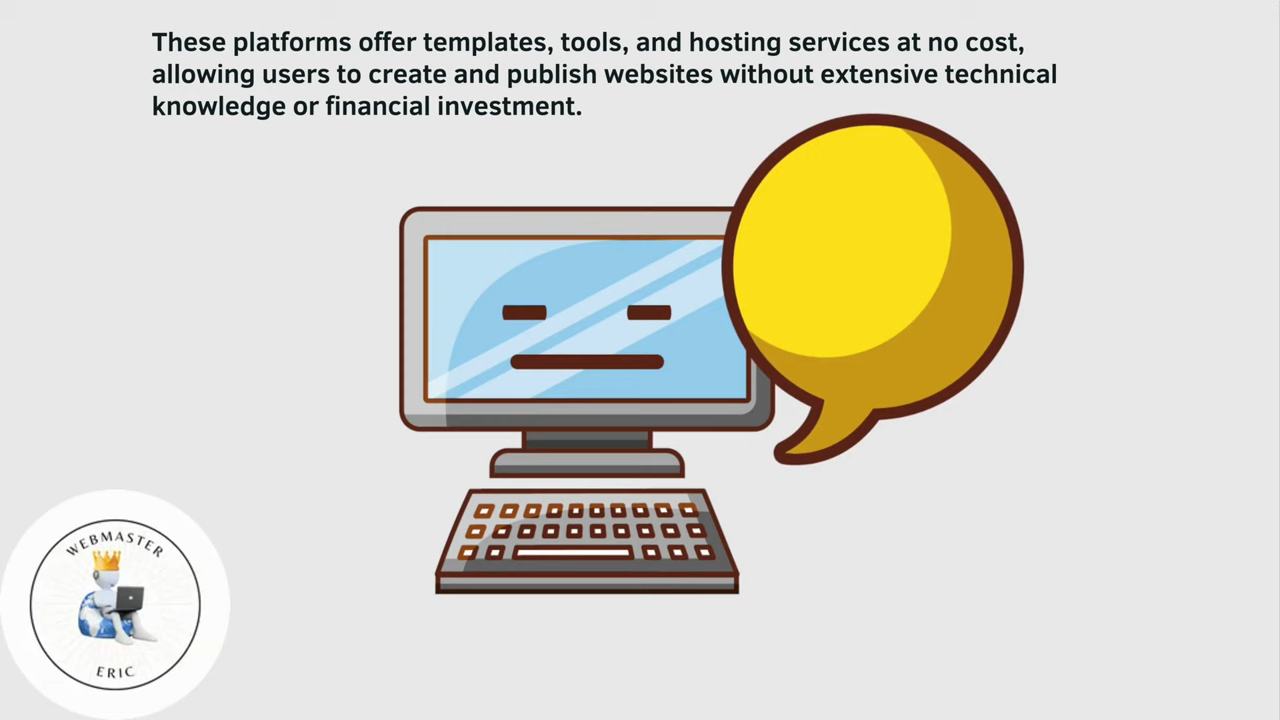 These platforms offer templates, tools, and hosting services at no cost,
allowing users to create and publish websites without extensive technical
knowledge or financial investment.
WEBMASTER
ERIC